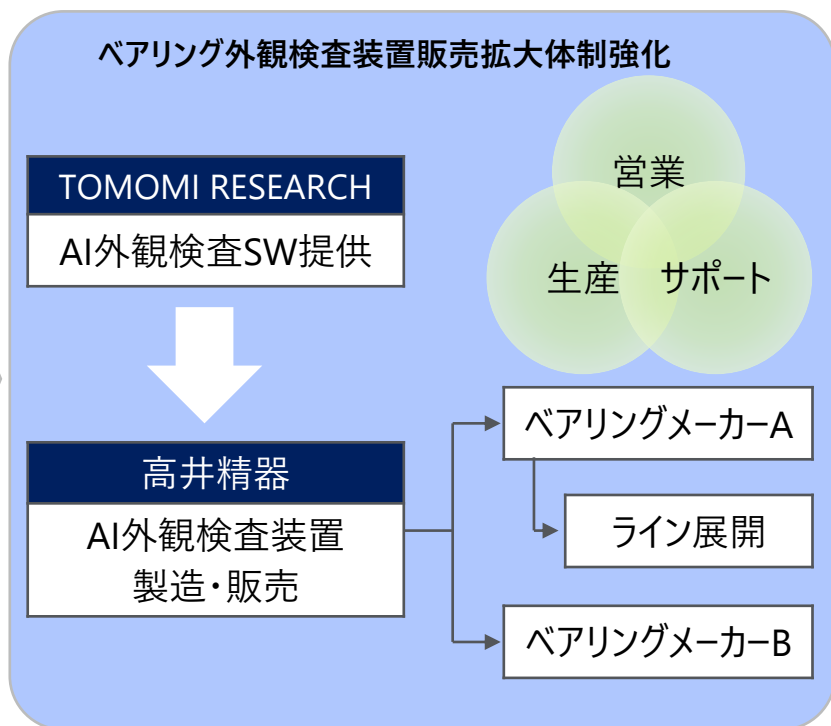 ベアリング外観検査装置販売拡大体制強化
TOMOMI RESEARCH
AI外観検査SW提供
営業
生産
サポート
高井精器
AI外観検査装置
製造・販売
ベアリングメーカーA
ライン展開
ベアリングメーカーB